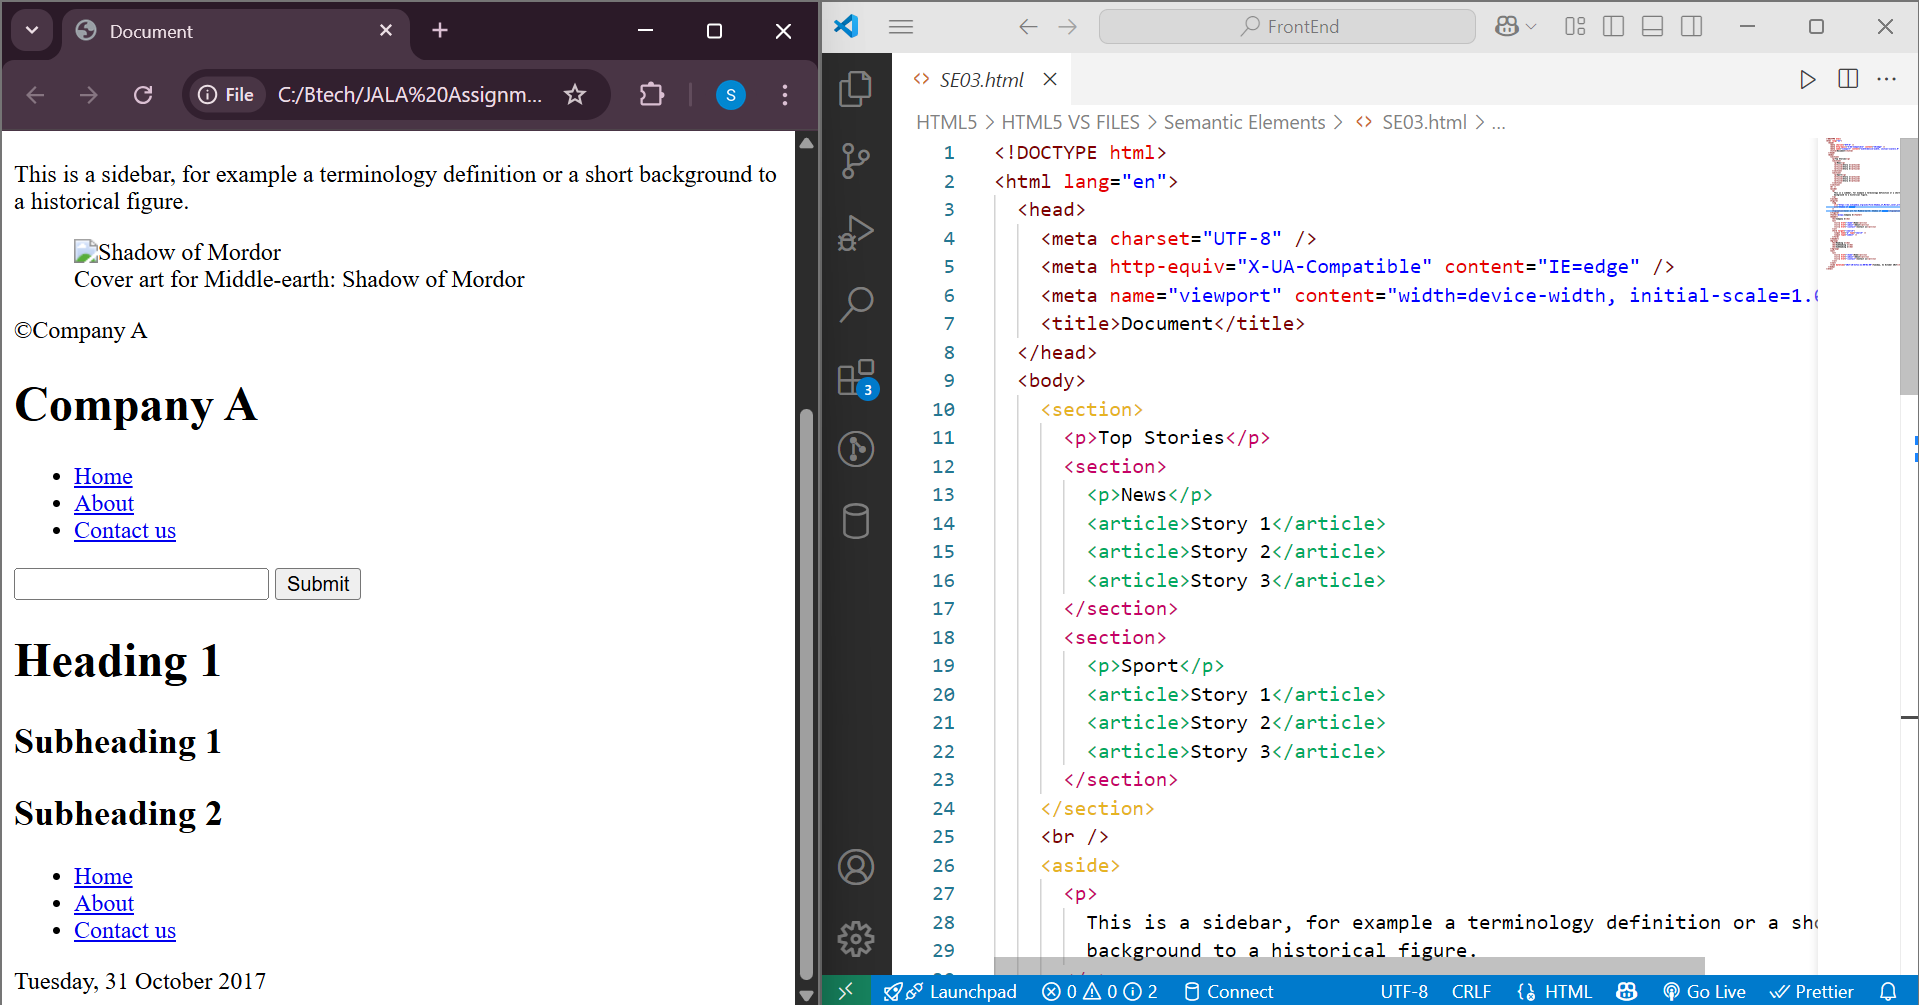 Document
File C:/Btech/JALA%20Assignm...
S
This is a sidebar, for example a terminology definition or a short background to
a historical figure.
Shadow of Mordor
Cover art for Middle-earth: Shadow of Mordor
©Company A
Company A
Home
About
Contact us
Submit
Heading 1
Subheading 1
Subheading 2
Home
About
Contact us
Tuesday, 31 October 2017
FrontEnd
<> SE03.html
HTML5 > HTML5 VS FILES > Semantic Elements > <> SE03.html > ...
3
1 <!DOCTYPE html>
2 <html lang="en">
3 <head>
4 <meta charset="UTF-8" />
5 <meta http-equiv="X-UA-Compatible" content="IE=edge" />
6 <meta name="viewport" content="width=device-width, initial-scale=1.0
7 <title>Document</title>
8 </head>
9 <body>
10 <section>
11 <p>Top Stories</p>
12 <section>
13 <p>News</p>
14 <article>Story 1</article>
15 <article>Story 2</article>
16 <article>Story 3</article>
17 </section>
18 <section>
19 <p>Sport</p>
20 <article>Story 1</article>
21 <article>Story 2</article>
22 <article>Story 3</article>
23 </section>
24 </section>
25 <br />
26 <aside>
27 <p>
28 This is a sidebar, for example a terminology definition or a sho
29 background to a historical figure.
Launchpad 0 0 2 Connect UTF-8 CRLF HTML Go Live Prettier